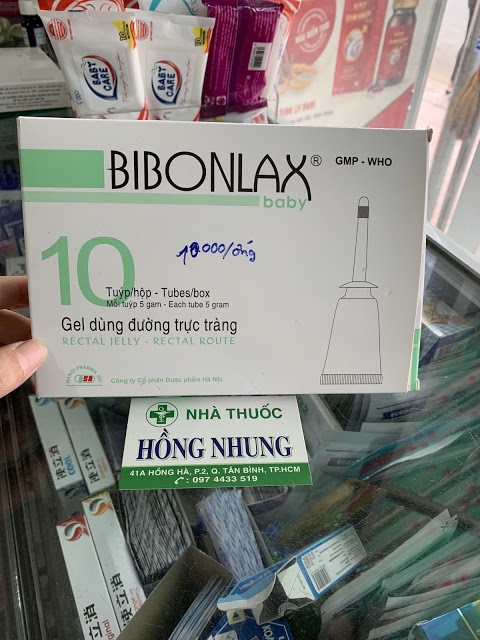 10
BABY CARE
BABY CARE
BIBONLAX®
GMP - WHO
baby
10.000/ống
10
Tuýp/hộp - Tubes/box
Mỗi tuýp 5 gam - Each tube 5 gram
Gel dùng đường trực tràng
RECTAL JELLY - RECTAL ROUTE
Công ty Cổ phần Dược phẩm Hà Nội
NHÀ THUỐC
HỒNG NHUNG
41A HỒNG HÀ, P.2, Q. TÂN BÌNH, TP.HCM
: 097 4433 519
COOL